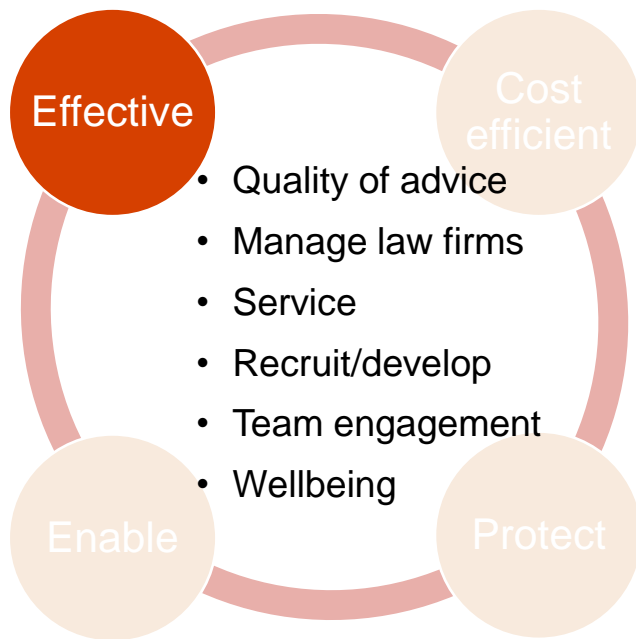 Effective
Cost
efficient
• Quality of advice
• Manage law firms
• Service
• Recruit/develop
• Team engagement
• Wellbeing
Enable
Protect